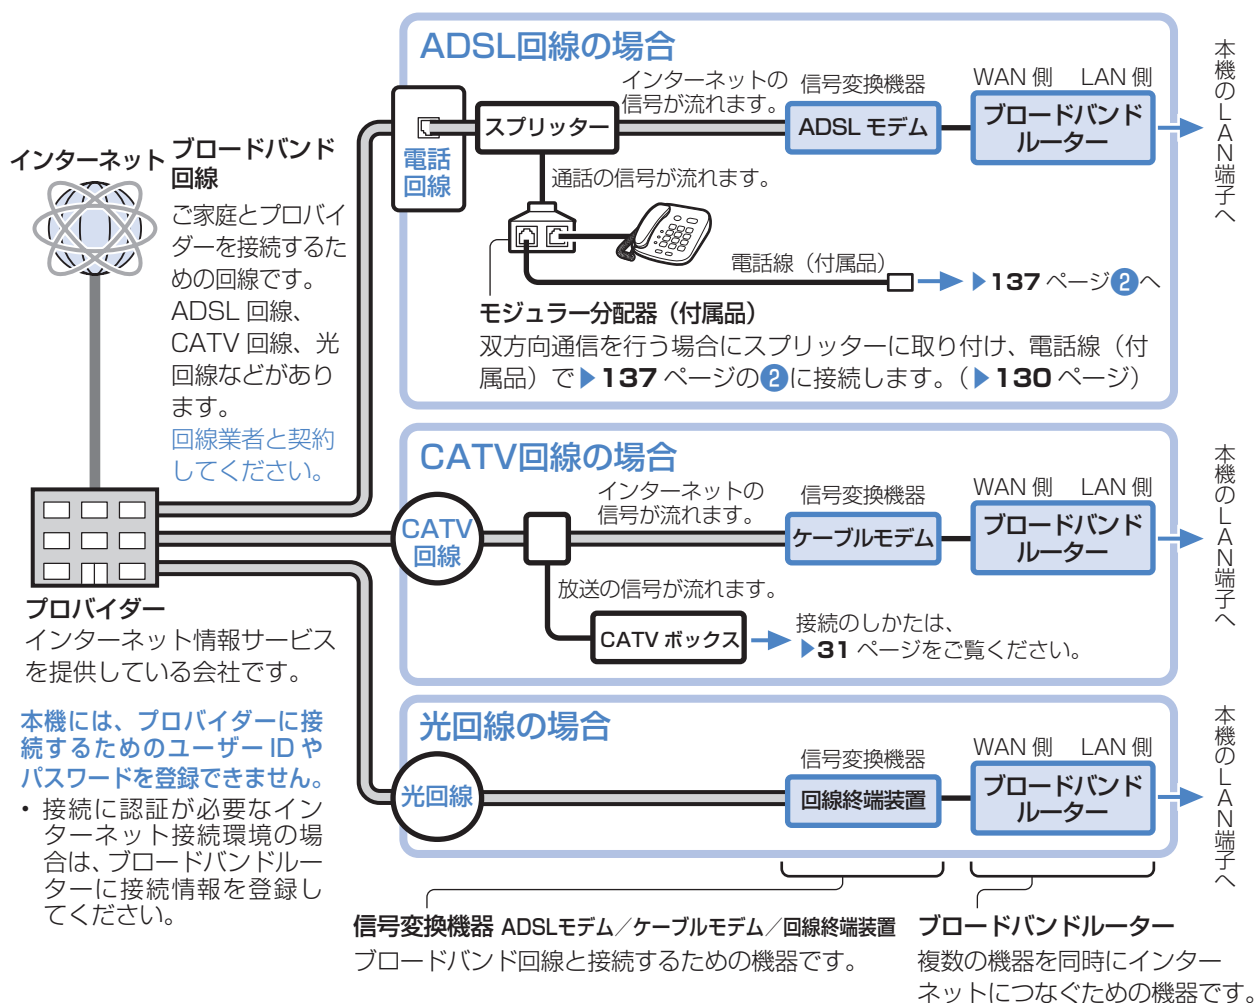 インターネット
ブロードバンド
回線
ご家庭とプロバイ
ダーを接続するた
めの回線です。
ADSL 回線、
CATV 回線、光
回線などがあり
ます。
回線業者と契約
してください。
プロバイダー
インターネット情報サービス
を提供している会社です。
本機には、プロバイダーに接
続するためのユーザー ID や
パスワードを登録できません。
• 接続に認証が必要なイン
ターネット接続環境の場
合は、ブロードバンドルー
ターに接続情報を登録し
てください。
ADSL回線の場合
電話
回線
スプリッター
インターネットの
信号が流れます。
信号変換機器
ADSL モデム
WAN 側 LAN 側
ブロードバンド
ルーター
本機のLAN端子へ
通話の信号が流れます。
電話線（付属品）
▶137 ページ2へ
モジュラー分配器（付属品）
双方向通信を行う場合にスプリッターに取り付け、電話線（付
属品）で▶137 ページの2に接続します。（▶130 ページ）
CATV回線の場合
CATV
回線
インターネットの
信号が流れます。
信号変換機器
ケーブルモデム
WAN 側 LAN 側
ブロードバンド
ルーター
本機のLAN端子へ
放送の信号が流れます。
CATV ボックス
接続のしかたは、
▶31 ページをご覧ください。
光回線の場合
光回線
信号変換機器
回線終端装置
WAN 側 LAN 側
ブロードバンド
ルーター
本機のLAN端子へ
信号変換機器 ADSLモデム／ケーブルモデム／回線終端装置
ブロードバンド回線と接続するための機器です。
ブロードバンドルーター
複数の機器を同時にインター
ネットにつなぐための機器です。